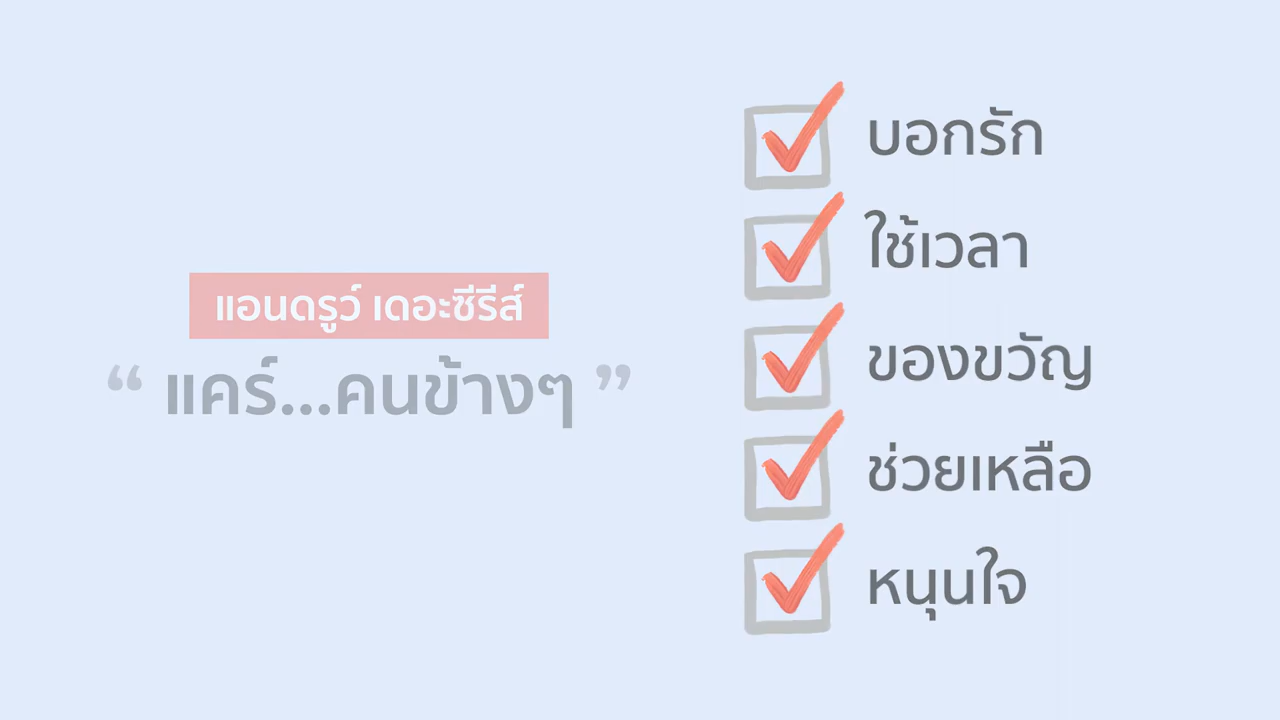 แอนดรูว์ เดอะซีรีส์
“ แคร์...คนข้างๆ ”
บอกรัก
ใช้เวลา
ของขวัญ
ช่วยเหลือ
หนุนใจ